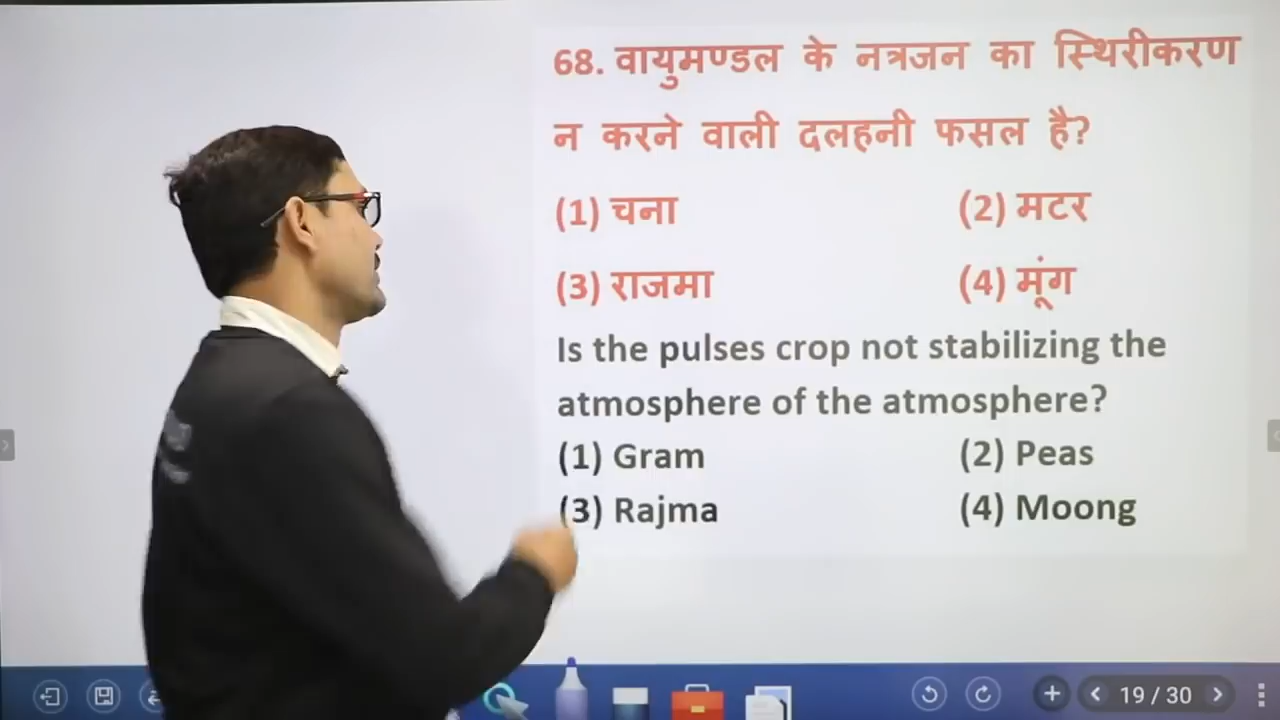 68. वायुमण्डल के नत्रजन का स्थिरीकरण
न करने वाली दलहनी फसल है?
(1) चना (2) मटर
(3) राजमा (4) मूंग
Is the pulses crop not stabilizing the
atmosphere of the atmosphere?
(1) Gram (2) Peas
(3) Rajma (4) Moong
19 / 30